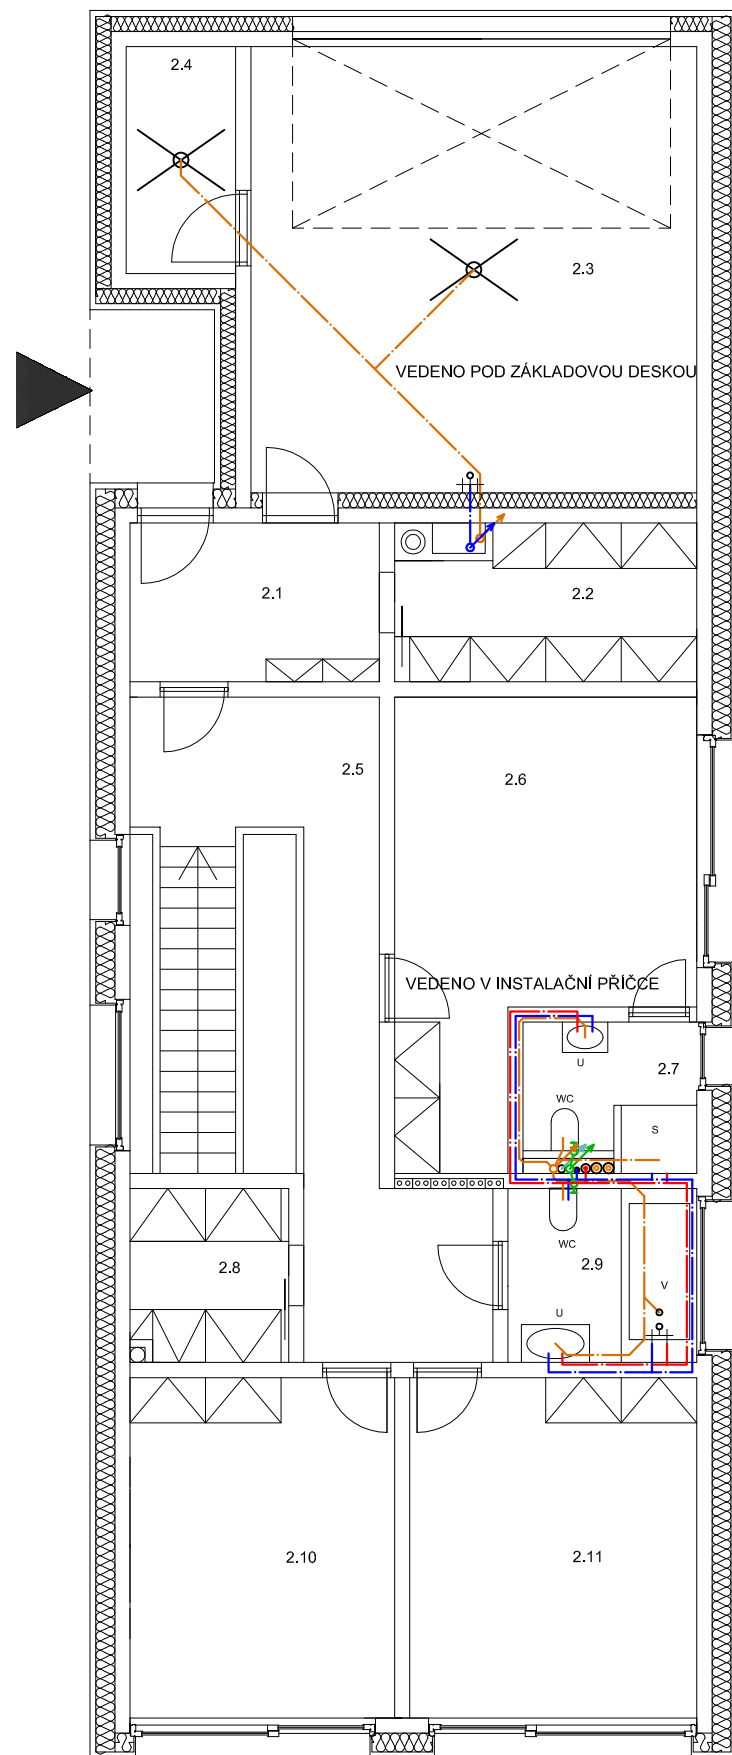 2.4
2.3
VEDENO POD ZÁKLADOVOU DESKOU
2.1
2.2
2.5
2.6
VEDENO V INSTALAČNÍ PŘÍČCE
U
2.7
WC
S
WC
2.9
2.8
V
U
2.10
2.11